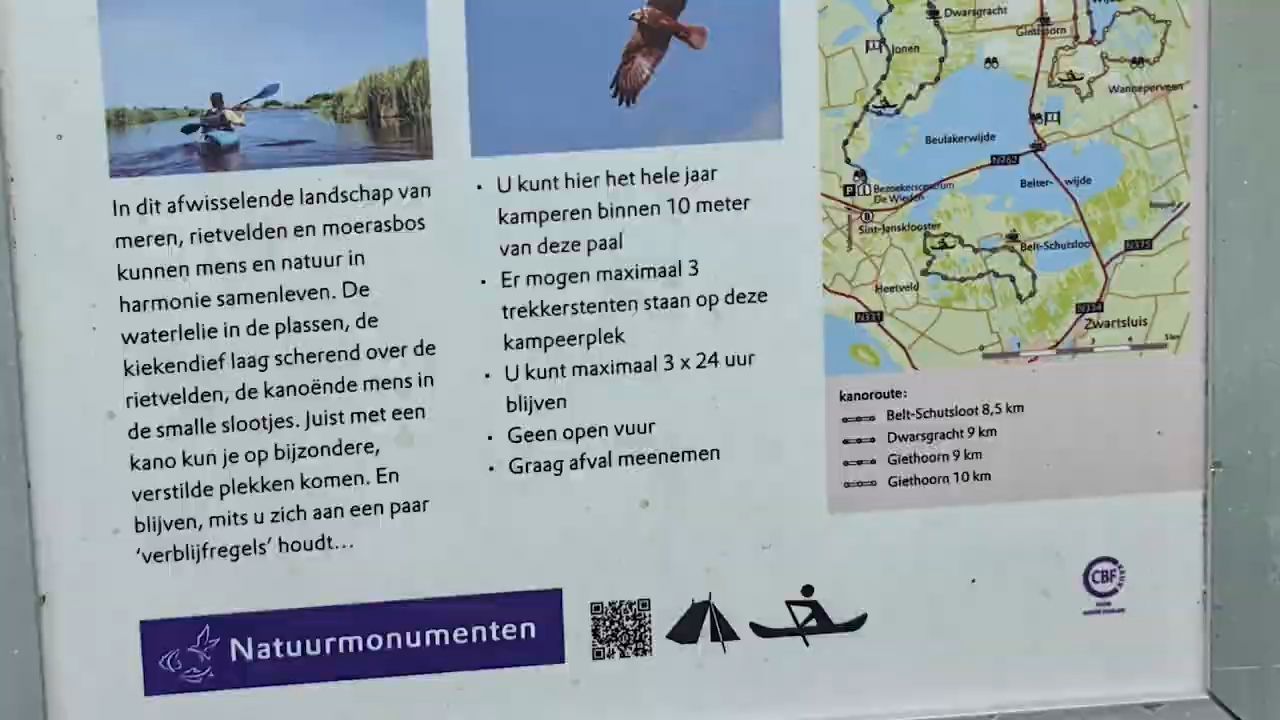 In dit afwisselende landschap van
meren, rietvelden en moerasbos
kunnen mens en natuur in
harmonie samenleven. De
waterlelie in de plassen, de
kiekendief laag scherend over de
rietvelden, de kanoënde mens in
de smalle slootjes. Juist met een
kano kun je op bijzondere,
verstilde plekken komen. En
blijven, mits u zich aan een paar
‘verblijfregels’ houdt...
• U kunt hier het hele jaar
kamperen binnen 10 meter
van deze paal
• Er mogen maximaal 3
trekkerstenten staan op deze
kampeerplek
• U kunt maximaal 3 x 24 uur
blijven
• Geen open vuur
• Graag afval meenemen
Dwarsgracht
Giethoorn
Jonen
Wanneperveen
Beulakerwijde
N762
Belter-wijde
P i Bezoekerscentrum
De Wieden
Sint-Jansklooster
Belt-Schutsloot
N375
Heetveld
N331
N334
Zwartsluis
kanoroute:
Belt-Schutsloot 8,5 km
Dwarsgracht 9 km
Giethoorn 9 km
Giethoorn 10 km
Natuurmonumenten
CBF